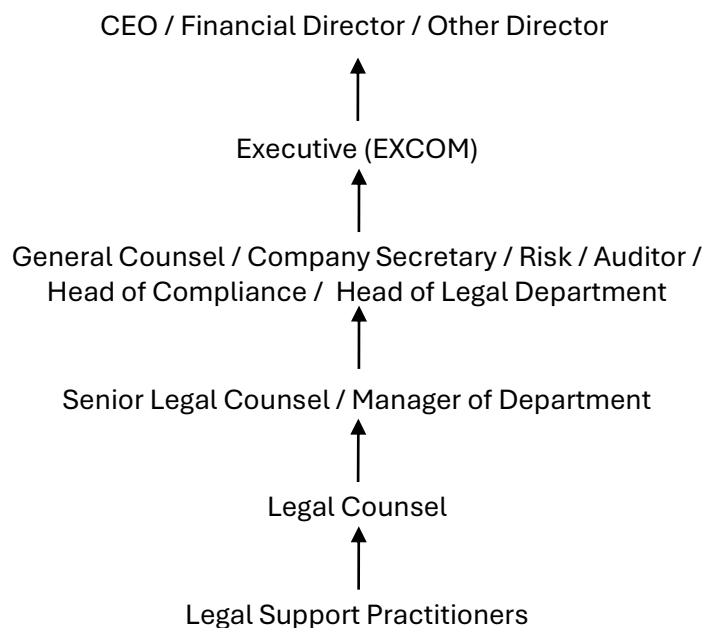 CEO / Financial Director / Other Director
Executive (EXCOM)
General Counsel / Company Secretary / Risk / Auditor /
Head of Compliance / Head of Legal Department
Senior Legal Counsel / Manager of Department
Legal Counsel
Legal Support Practitioners